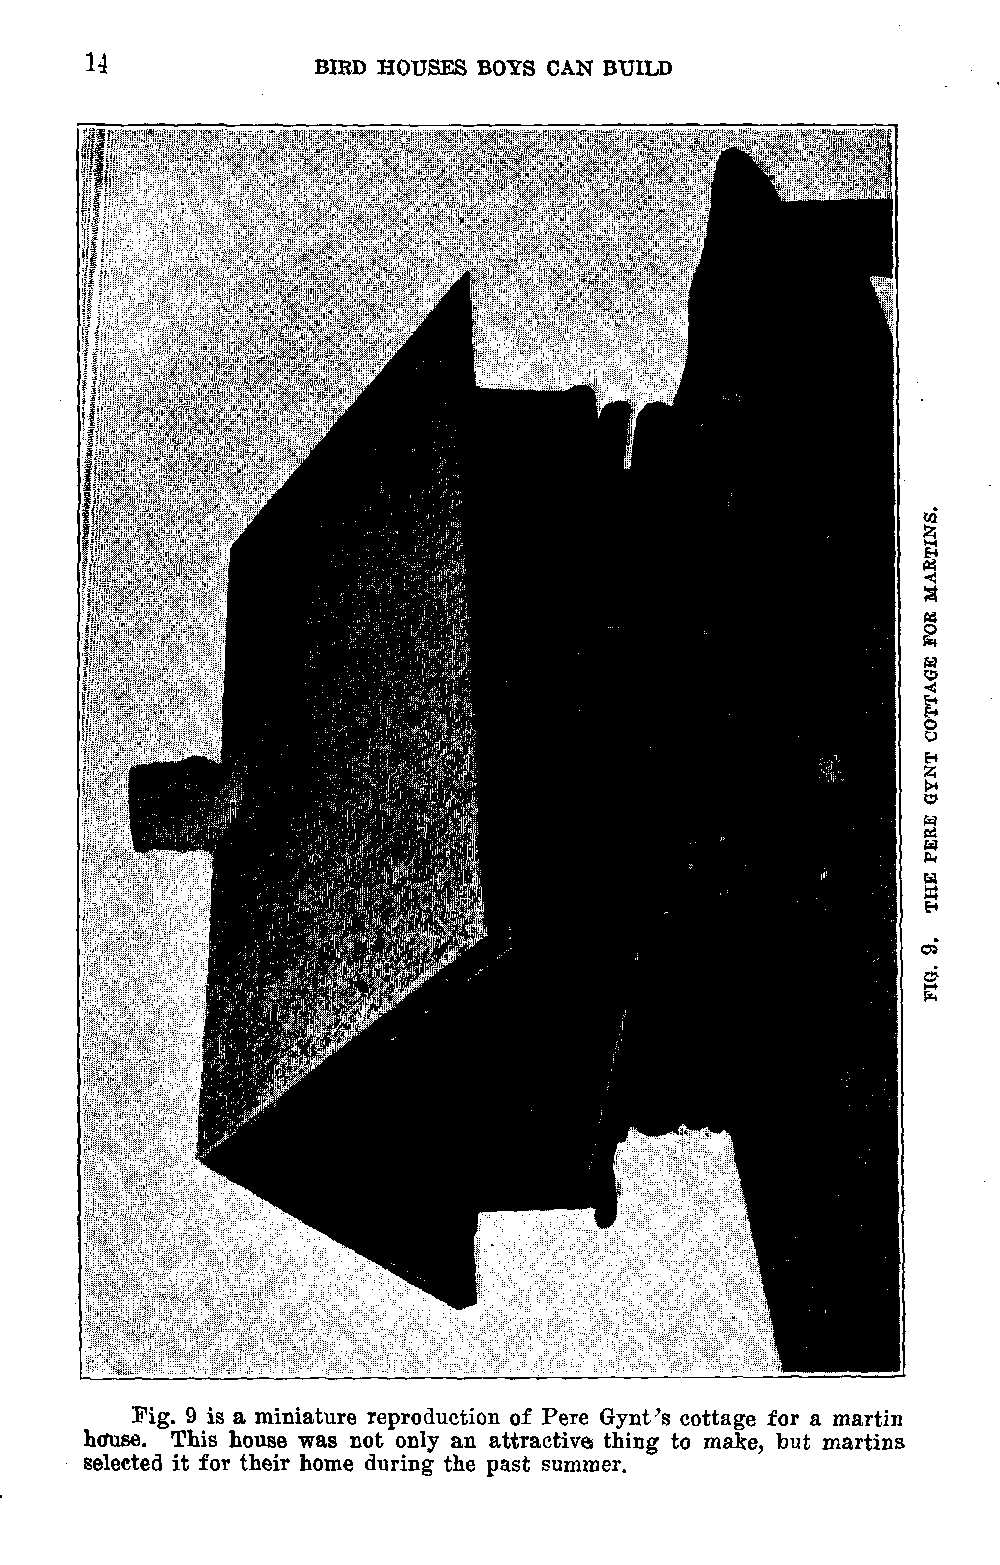 14
BIRD HOUSES BOYS CAN BUILD
FIG. 9. THE PERE GYNT COTTAGE FOR MARTINS.
Fig. 9 is a miniature reproduction of Pere Gynt's cottage for a martin
house. This house was not only an attractive thing to make, but martins
selected it for their home during the past summer.